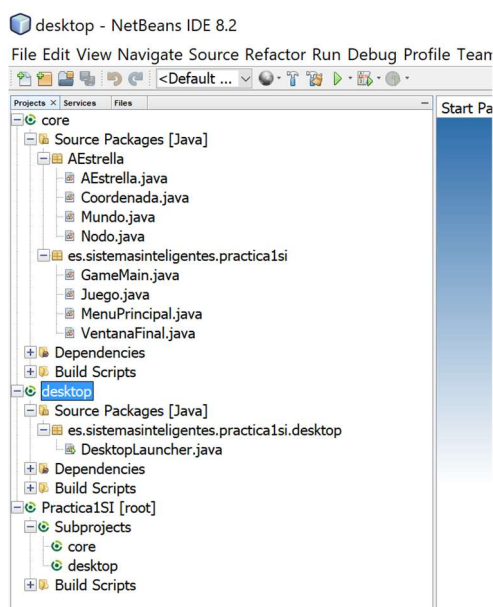 desktop - NetBeans IDE 8.2
File Edit View Navigate Source Refactor Run Debug Profile Team
<Default ...
Projects × Services Files
Start Pa
core
Source Packages [Java]
AEstrella
AEstrella.java
Coordenada.java
Mundo.java
Nodo.java
es.sistemasinteligentes.practica1si
GameMain.java
Juego.java
MenuPrincipal.java
VentanaFinal.java
Dependencies
Build Scripts
desktop
Source Packages [Java]
es.sistemasinteligentes.practica1si.desktop
DesktopLauncher.java
Dependencies
Build Scripts
Practica1SI [root]
Subprojects
core
desktop
Build Scripts